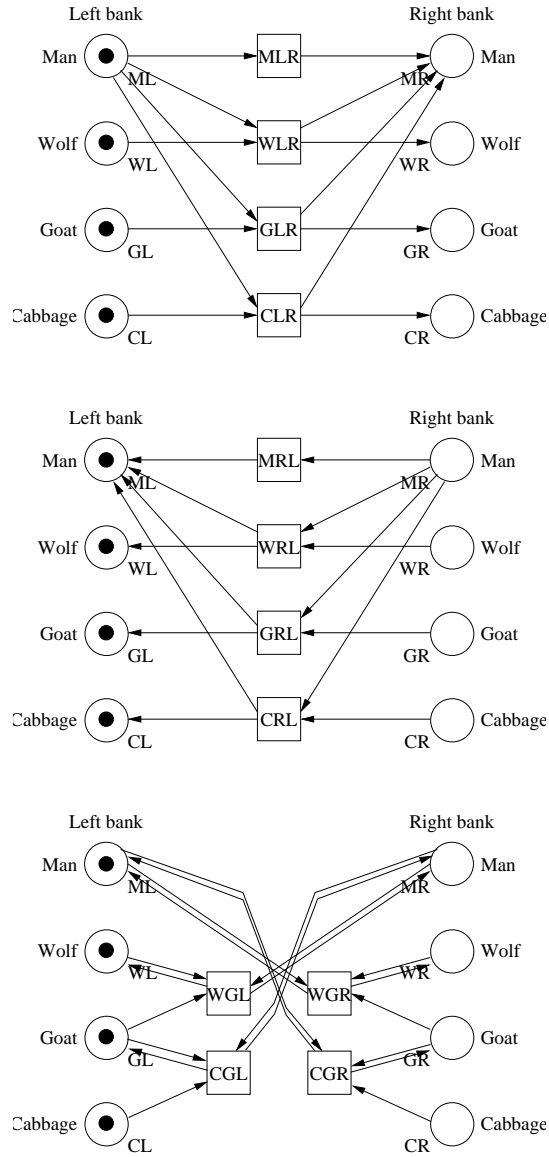 Left bank Right bank
Man MLR Man
ML MR
Wolf WLR Wolf
WL WR
Goat GLR Goat
GL GR
Cabbage CLR Cabbage
CL CR
Left bank Right bank
Man MRL Man
ML MR
Wolf WRL Wolf
WL WR
Goat GRL Goat
GL GR
Cabbage CRL Cabbage
CL CR
Left bank Right bank
Man Man
ML MR
Wolf Wolf
WL WR
WGL WGR
Goat Goat
GL GR
CGL CGR
Cabbage Cabbage
CL CR